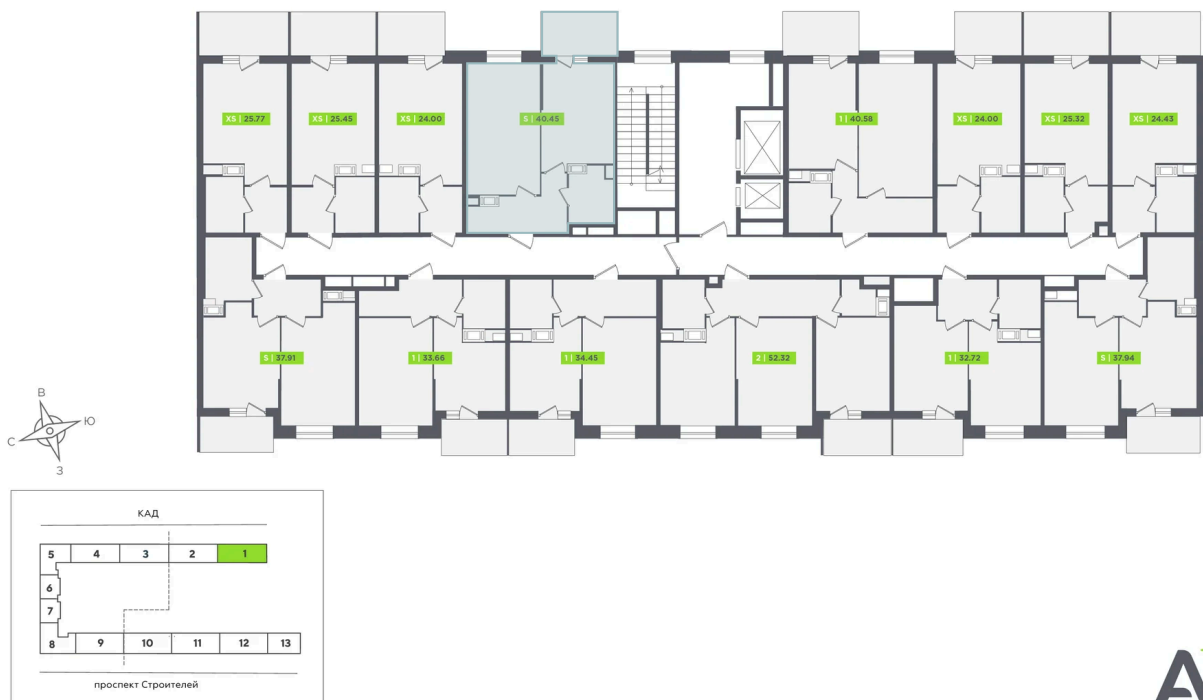 XS | 25.77
XS | 25.45
XS | 24.00
S | 40.45
1 | 40.58
XS | 24.00
XS | 25.32
XS | 24.43
S | 37.91
1 | 33.66
1 | 34.45
2 | 52.32
1 | 32.72
S | 37.94
В
Ю
С
З
КАД
5
4
3
2
1
6
7
8
9
10
11
12
13
проспект Строителей
А